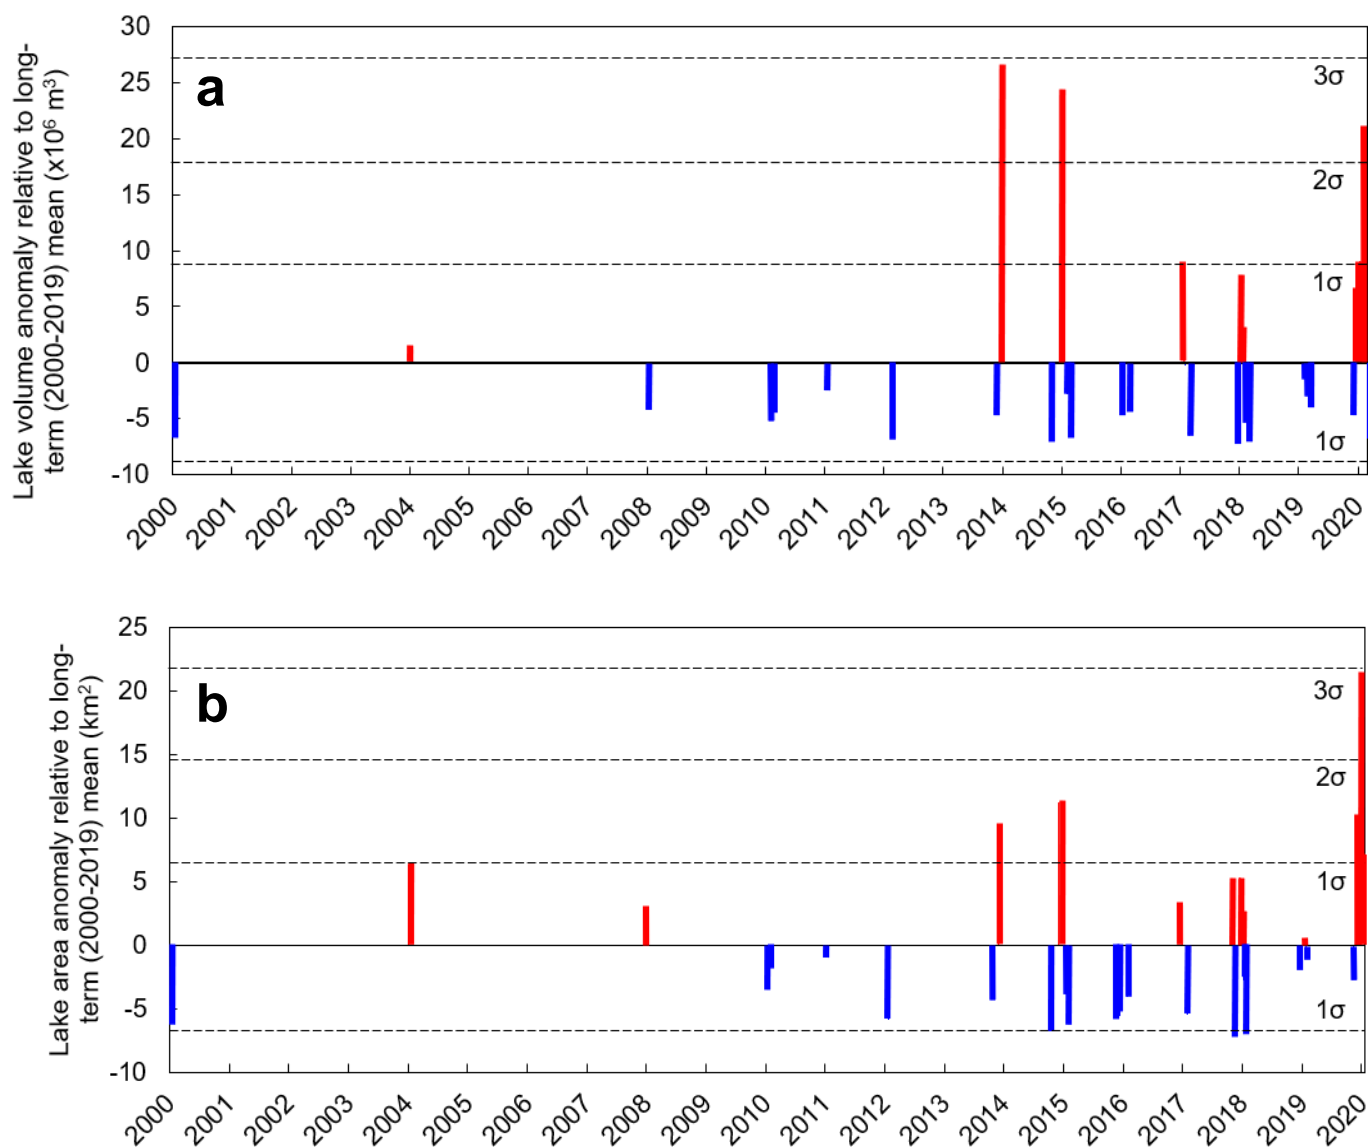 Lake volume anomaly relative to long-
term (2000-2019) mean (x10⁶ m³)
a
30
25
20
15
10
5
0
-5
-10
3σ
2σ
1σ
1σ
2000 2001 2002 2003 2004 2005 2006 2007 2008 2009 2010 2011 2012 2013 2014 2015 2016 2017 2018 2019 2020
Lake area anomaly relative to long-
term (2000-2019) mean (km²)
b
25
20
15
10
5
0
-5
-10
3σ
2σ
1σ
1σ
2000 2001 2002 2003 2004 2005 2006 2007 2008 2009 2010 2011 2012 2013 2014 2015 2016 2017 2018 2019 2020